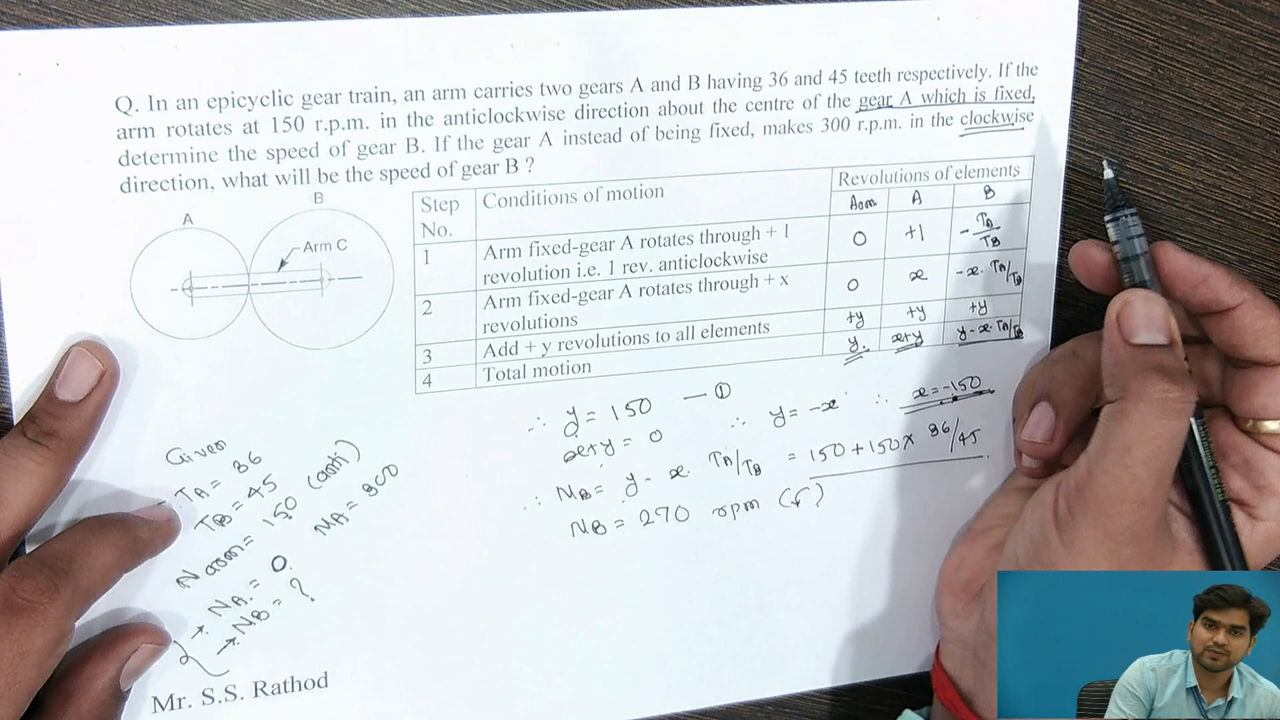 Q. In an epicyclic gear train, an arm carries two gears A and B having 36 and 45 teeth respectively. If the
arm rotates at 150 r.p.m. in the anticlockwise direction about the centre of the gear A which is fixed,
determine the speed of gear B. If the gear A instead of being fixed, makes 300 r.p.m. in the clockwise
direction, what will be the speed of gear B ?
A
B
Arm C
Step No.
Conditions of motion
Revolutions of elements
Arm A B
1 Arm fixed-gear A rotates through + 1
revolution i.e. 1 rev. anticlockwise
0 +1 - TA/TB
2 Arm fixed-gear A rotates through + x
revolutions
0 x -x. TA/TB
3 Add + y revolutions to all elements
+y +y +y
4 Total motion
y. x+y y-x.TA/TB
∴ y = 150 — ①
x+y = 0 ∴ y = -x ∴ x = -150
∴ NB = y - x. TA/TB = 150 + 150 x 36/45
NB = 270 rpm
Given
TA = 36
TB = 45
Narm = 150 (anti)
→ NA = 0. NA = 300
→ NB = ?
Mr. S.S. Rathod